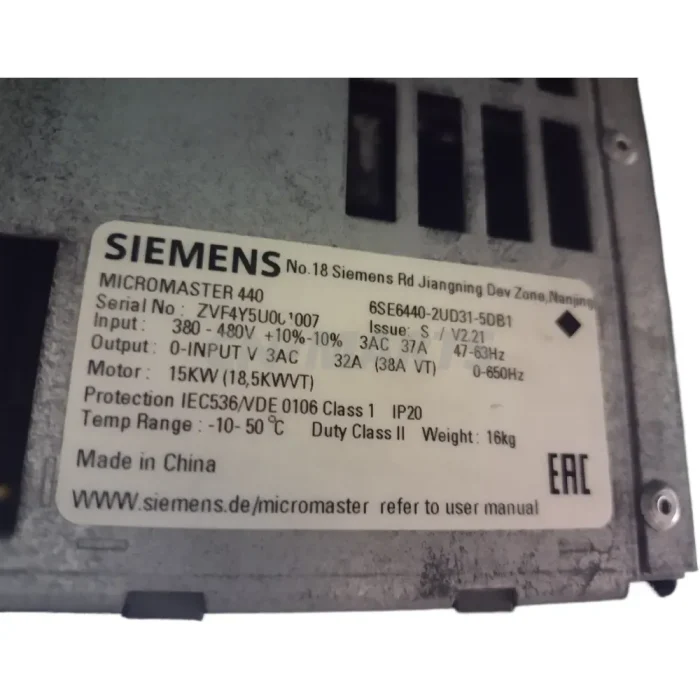 SIEMENS No.18 Siemens Rd Jiangning Dev Zone,Nanjing
MICROMASTER 440 6SE6440-2UD31-5DB1
Serial No : Issue: S / V2.21
Input: 380 - 480V +10%-10% 3AC 37A 47-63Hz
Output: 0-INPUT V 3AC 32A (38A VT) 0-650Hz
Motor: 15KW (18,5KWVT)
Protection IEC536/VDE 0106 Class 1 IP20
Temp Range : -10- 50 °C Duty Class II Weight: 16kg
Made in China
EAC
WWW.siemens.de/micromaster refer to user manual